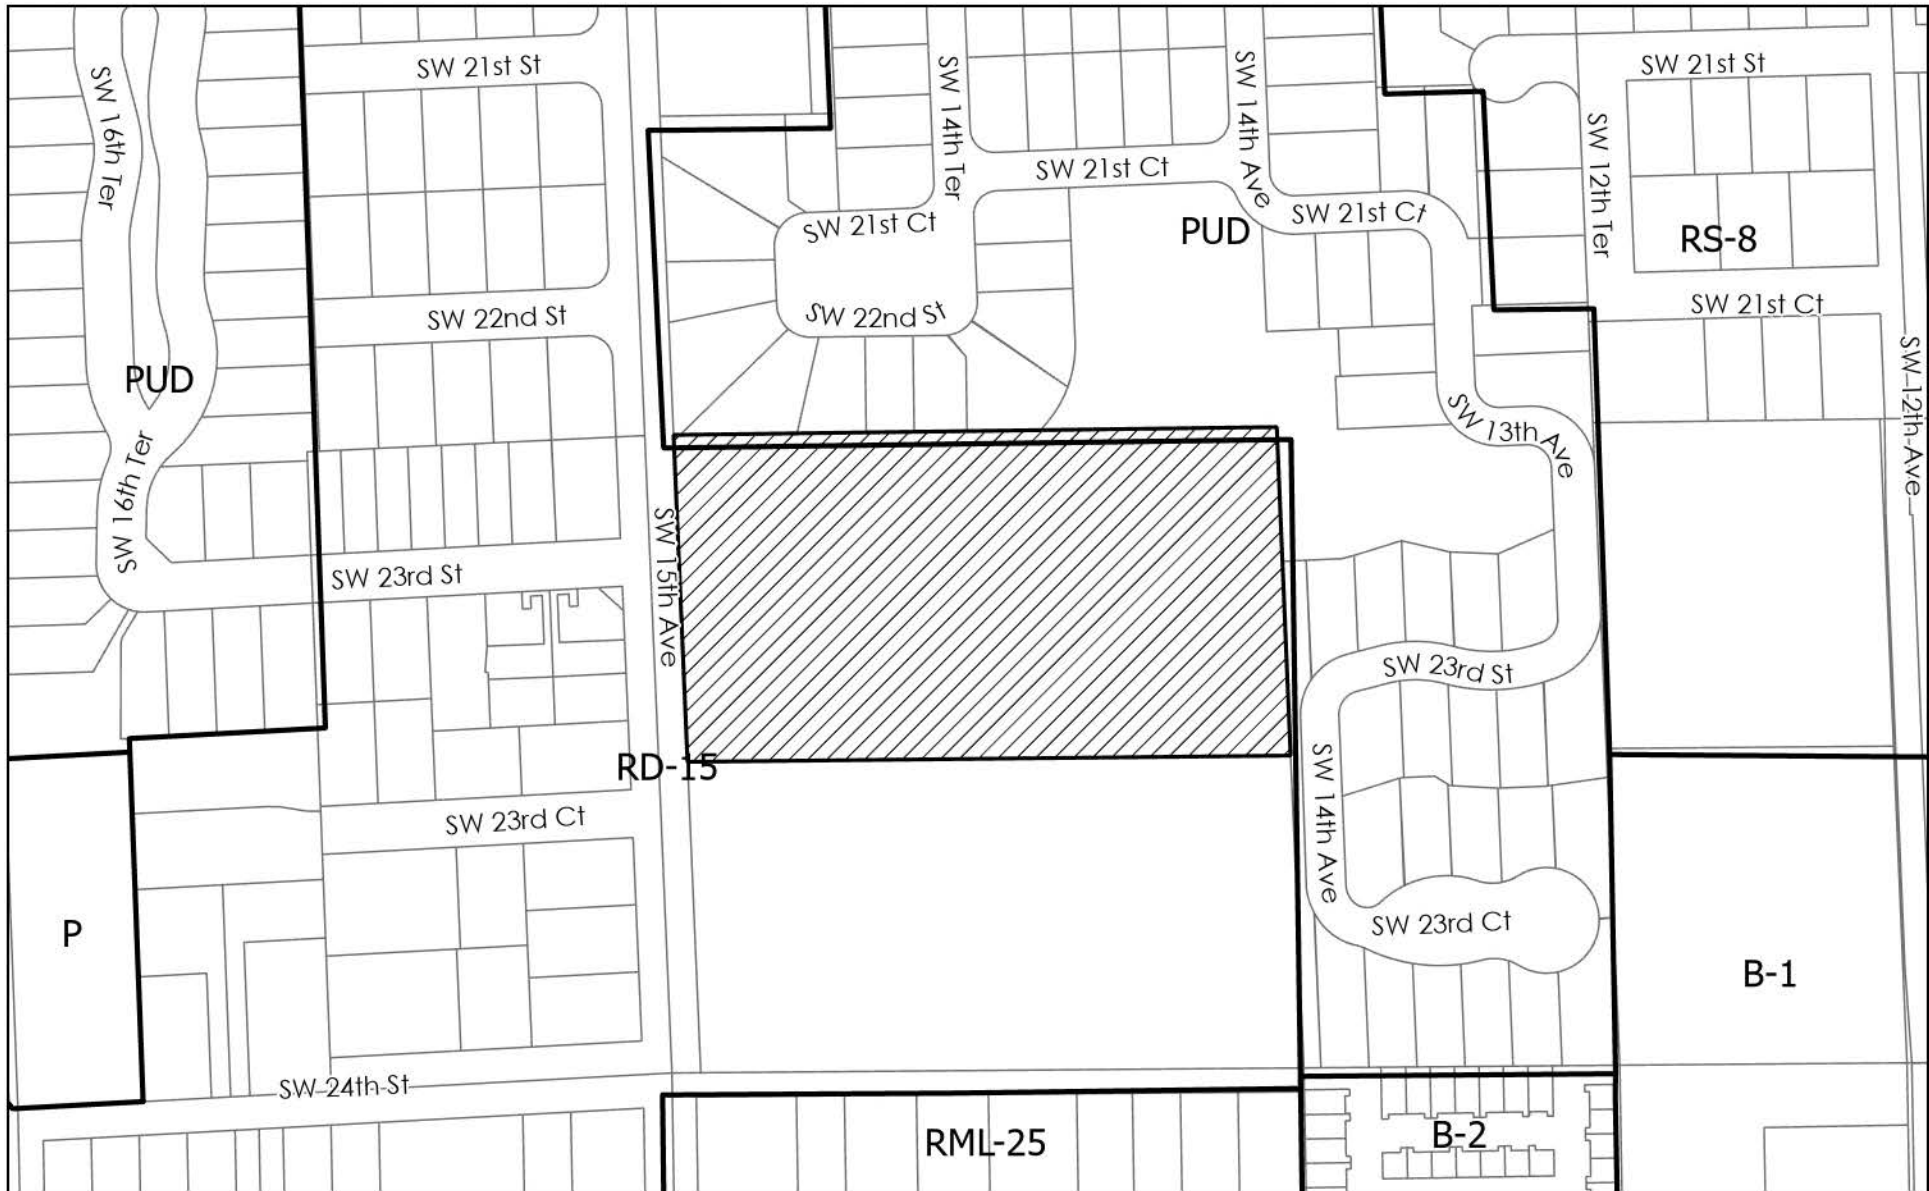 SW 21st St
SW 21st St
SW 16th Ter
SW 14th Ter
SW 14th Ave
SW 12th Ter
SW 21st Ct
SW 21st Ct
SW 21st Ct
PUD
RS-8
SW 22nd St
SW 22nd St
SW 21st Ct
PUD
SW 12th Ave
SW 13th Ave
SW 16th Ter
SW 23rd St
SW 15th Ave
SW 23rd St
RD-15
SW 23rd Ct
SW 14th Ave
SW 23rd Ct
P
B-1
SW 24th St
RML-25
B-2